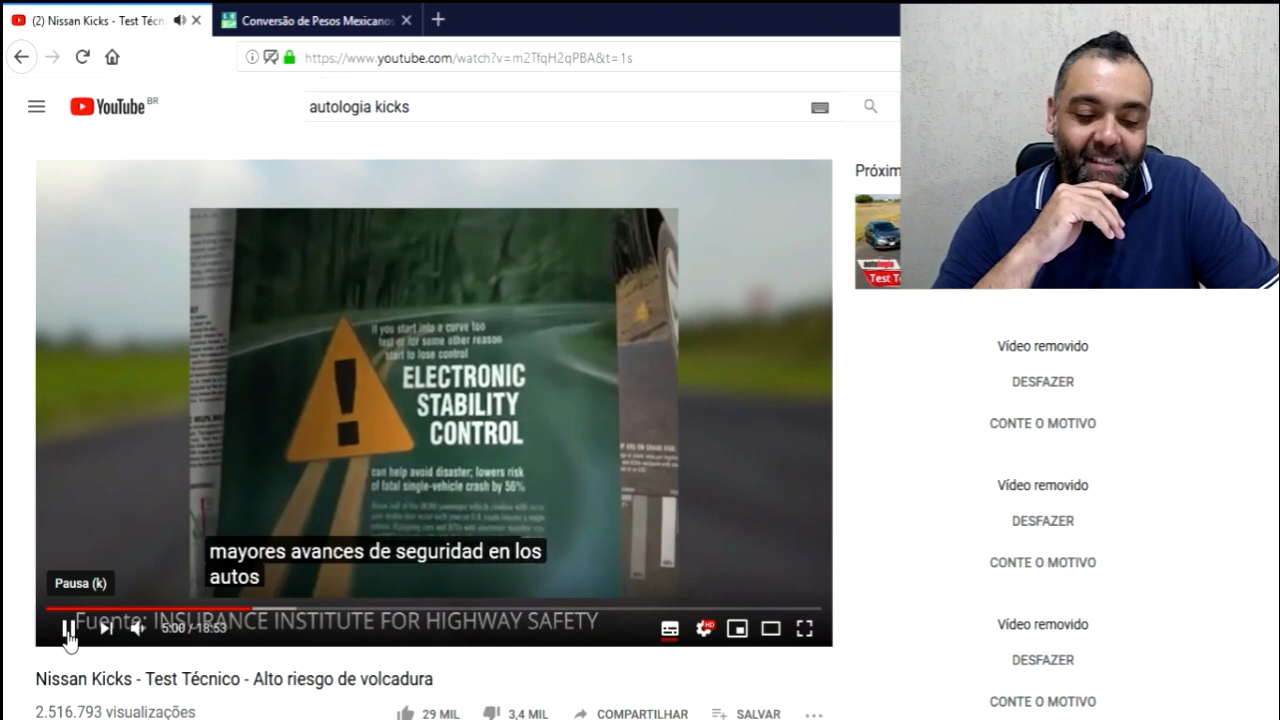 (2) Nissan Kicks - Test Técn
Conversão de Pesos Mexicanos
https://www.youtube.com/watch?v=m2TfqH2qPBA&t=1s
YouTube BR
autologia kicks
Próxim
If you start into a curve too
fast or for some other reason
start to lose control
ELECTRONIC
STABILITY
CONTROL
can help avoid disaster; lowers risk
of fatal single-vehicle crash by 56%
mayores avances de seguridad en los
autos
Pausa (k)
Fuente: INSURANCE INSTITUTE FOR HIGHWAY SAFETY
5:00 / 18:53
HD
Nissan Kicks - Test Técnico - Alto riesgo de volcadura
2.516.793 visualizações
29 MIL
3,4 MIL
COMPARTILHAR
SALVAR
autologia
Test T
Vídeo removido
DESFAZER
CONTE O MOTIVO
Vídeo removido
DESFAZER
CONTE O MOTIVO
Vídeo removido
DESFAZER
CONTE O MOTIVO